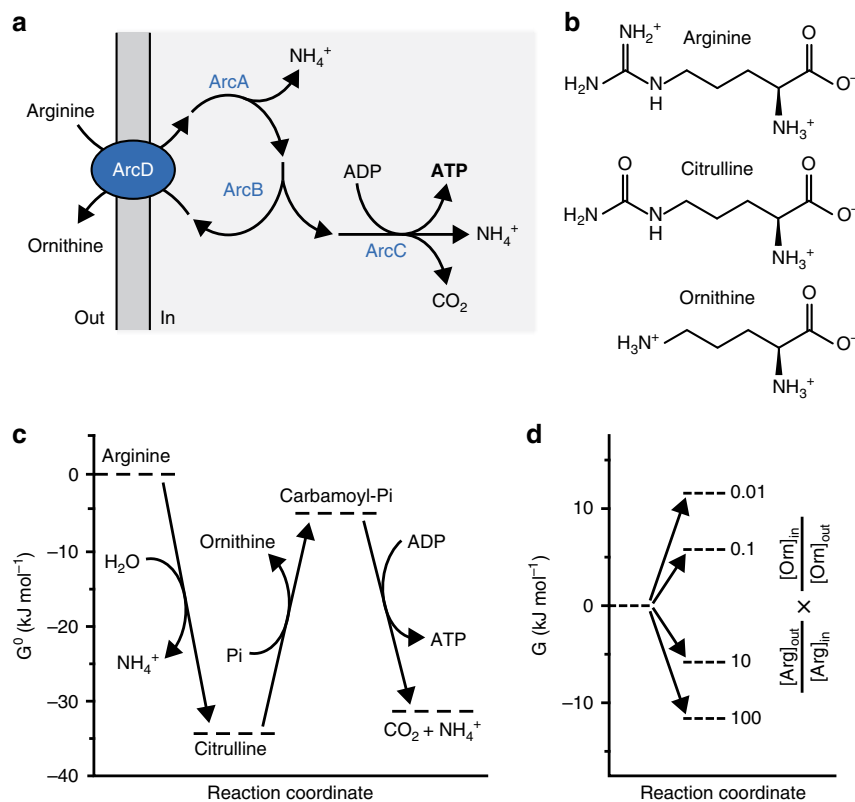 a
NH4+
ArcA
Arginine
ArcD
ArcB
ADP
ATP
Ornithine
ArcC
NH4+
CO2
Out
In
b
NH2+
Arginine
O
H2N
N
H
O−
NH3+
O
Citrulline
O
H2N
N
H
O−
NH3+
Ornithine
O
H3N+
O−
NH3+
c
G0 (kJ mol−1)
0
−10
−20
−30
−40
Arginine
Carbamoyl-Pi
Ornithine
ADP
H2O
NH4+
Pi
ATP
Citrulline
CO2 + NH4+
Reaction coordinate
d
G (kJ mol−1)
10
0
−10
0.01
0.1
10
100
[Arg]out
[Arg]in
×
[Orn]in
[Orn]out
Reaction coordinate